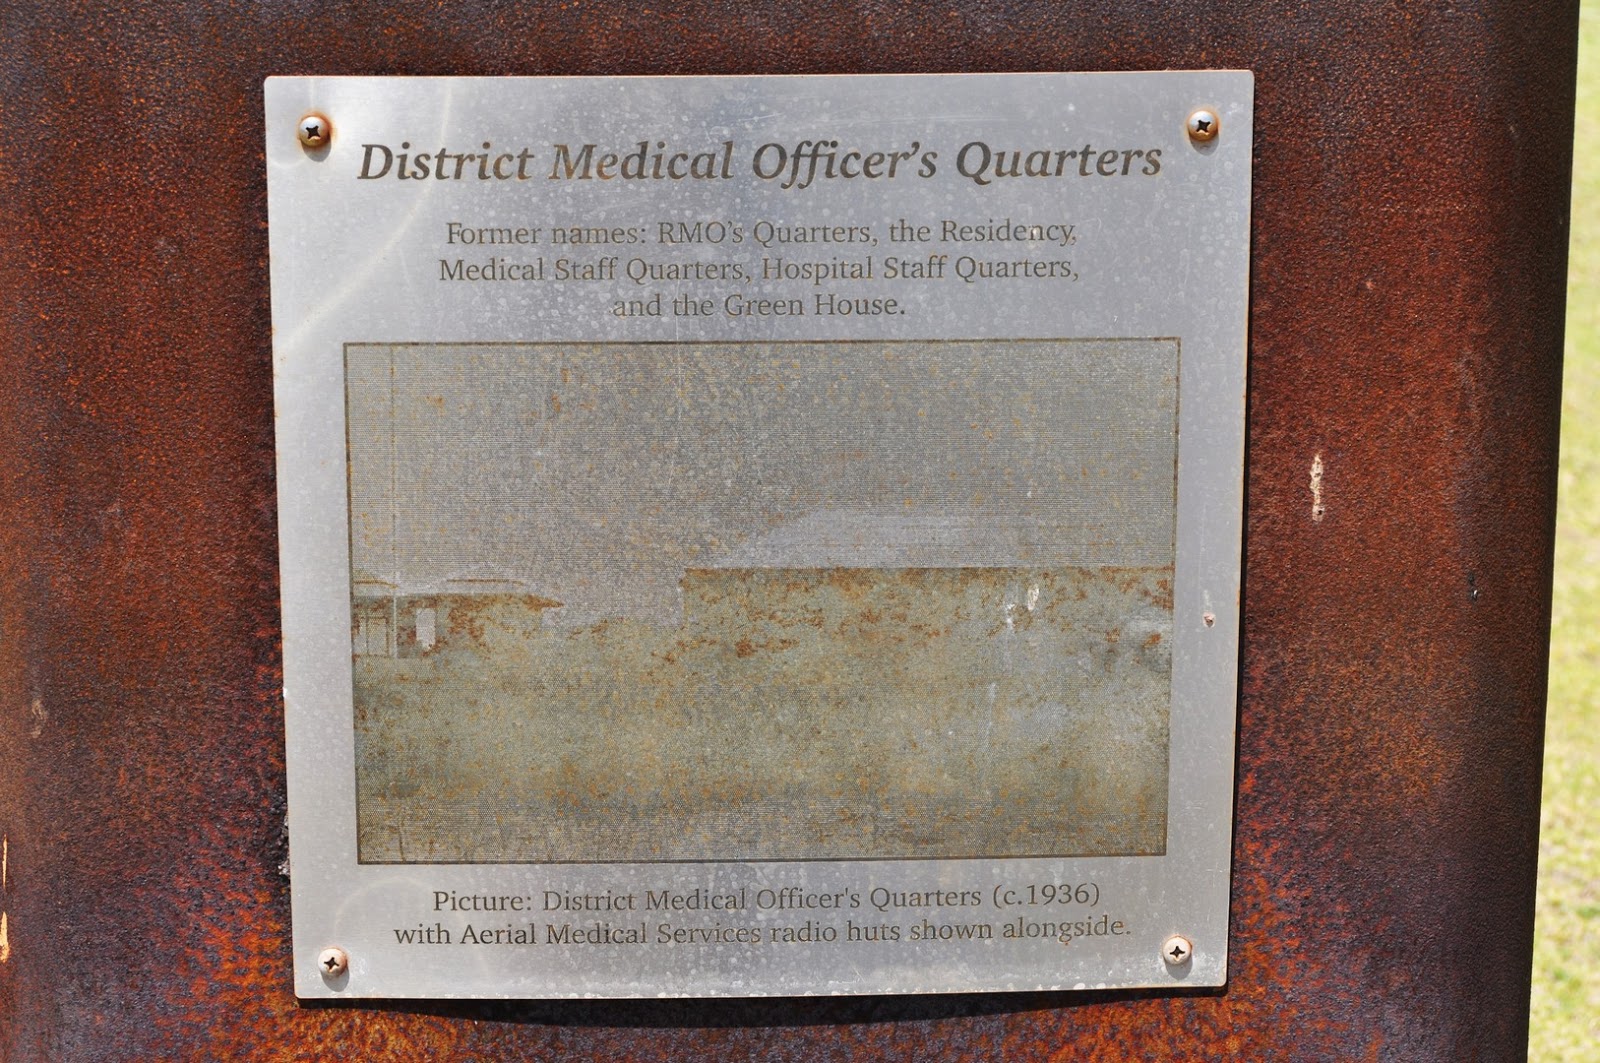 District Medical Officer's Quarters
Former names: RMO's Quarters, the Residency,
Medical Staff Quarters, Hospital Staff Quarters,
and the Green House.
Picture: District Medical Officer's Quarters (c.1936)
with Aerial Medical Services radio huts shown alongside.